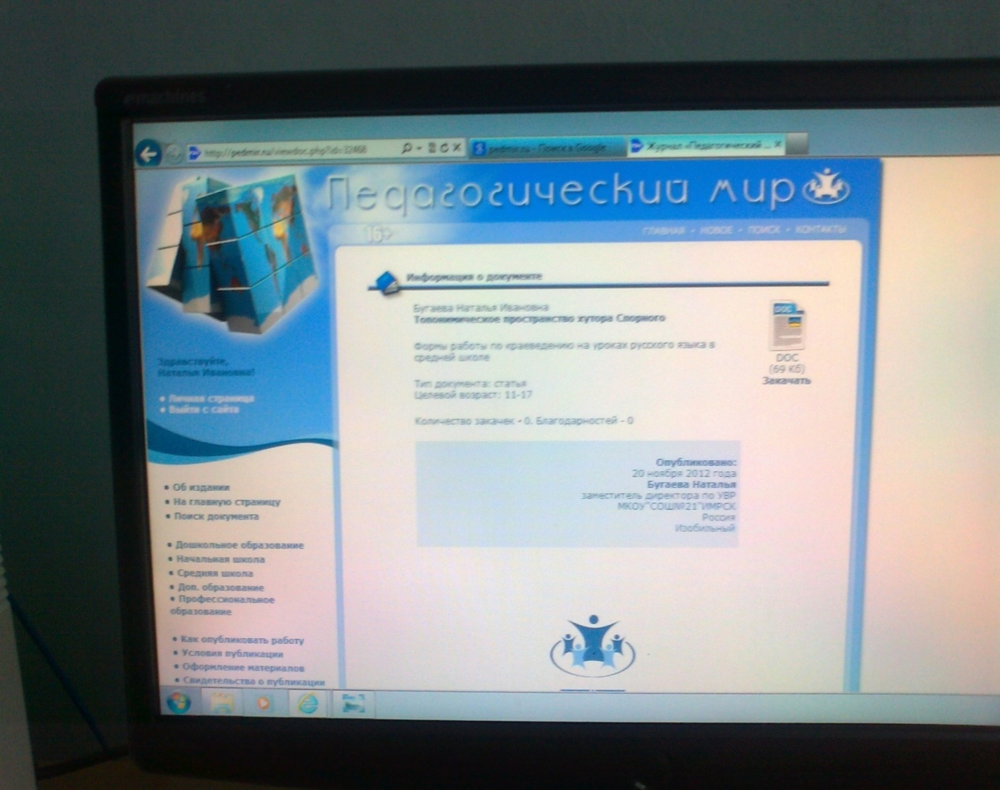 emachines
http://pedmir.ru/viewdoc.php?id=32468
pedmir.ru - Поиск в Google
Журнал «Педагогический ...
Педагогический мир
16+
ГЛАВНАЯ • НОВОЕ • ПОИСК • КОНТАКТЫ
Информация о документе
Бугаева Наталья Ивановна
Топонимическое пространство хутора Спорного
Формы работы по краеведению на уроках русского языка в
средней школе
Тип документа: статья
Целевой возраст: 11-17
Количество закачек - 0. Благодарностей - 0
DOC
DOC
(69 Кб)
Закачать
Опубликовано:
20 ноября 2012 года
Бугаева Наталья
заместитель директора по УВР
МКОУ"СОШ№21"ИМРСК
Россия
Изобильный
Здравствуйте,
Наталья Ивановна!
• Личная страница
• Выйти с сайта
• Об издании
• На главную страницу
• Поиск документа
• Дошкольное образование
• Начальная школа
• Средняя школа
• Доп. образование
• Профессиональное
образование
• Как опубликовать работу
• Условия публикации
• Оформление материалов
• Свидетельства о публикации